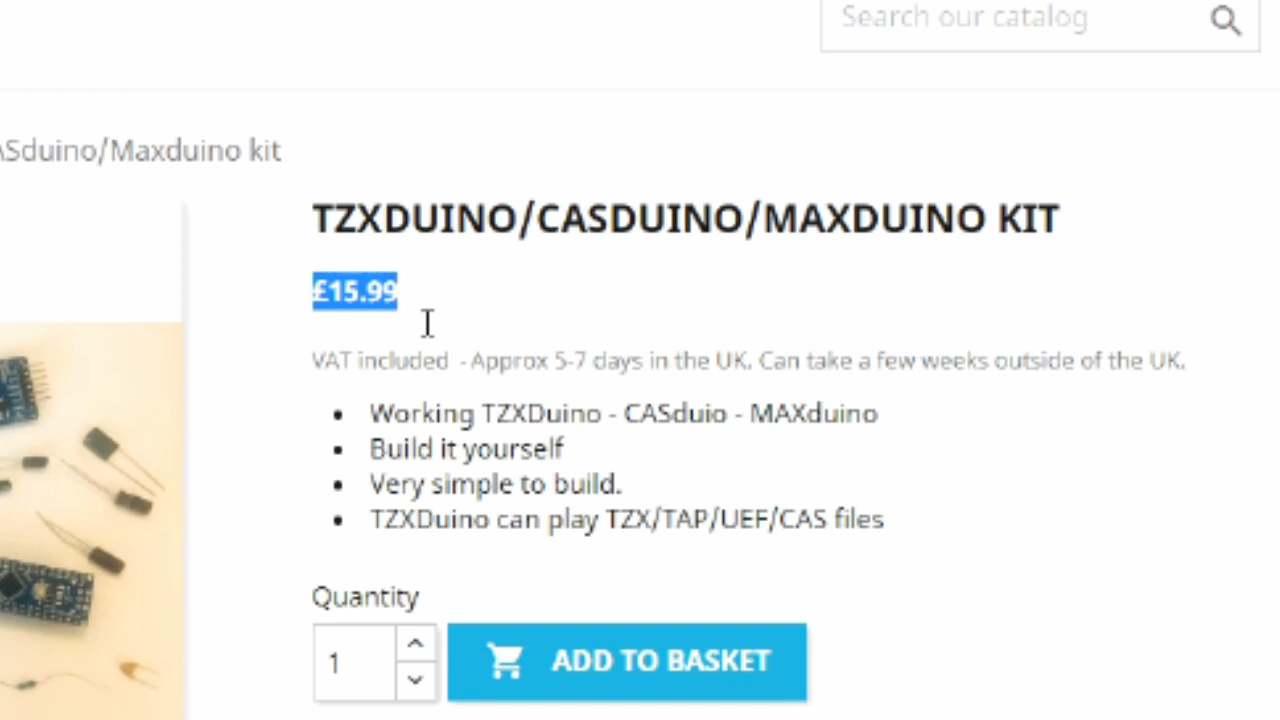 Search our catalog
ASduino/Maxduino kit
TZXDUINO/CASDUINO/MAXDUINO KIT
£15.99
VAT included - Approx 5-7 days in the UK. Can take a few weeks outside of the UK.
Working TZXDuino - CASduio - MAXduino
Build it yourself
Very simple to build.
TZXDuino can play TZX/TAP/UEF/CAS files
Quantity
1
ADD TO BASKET